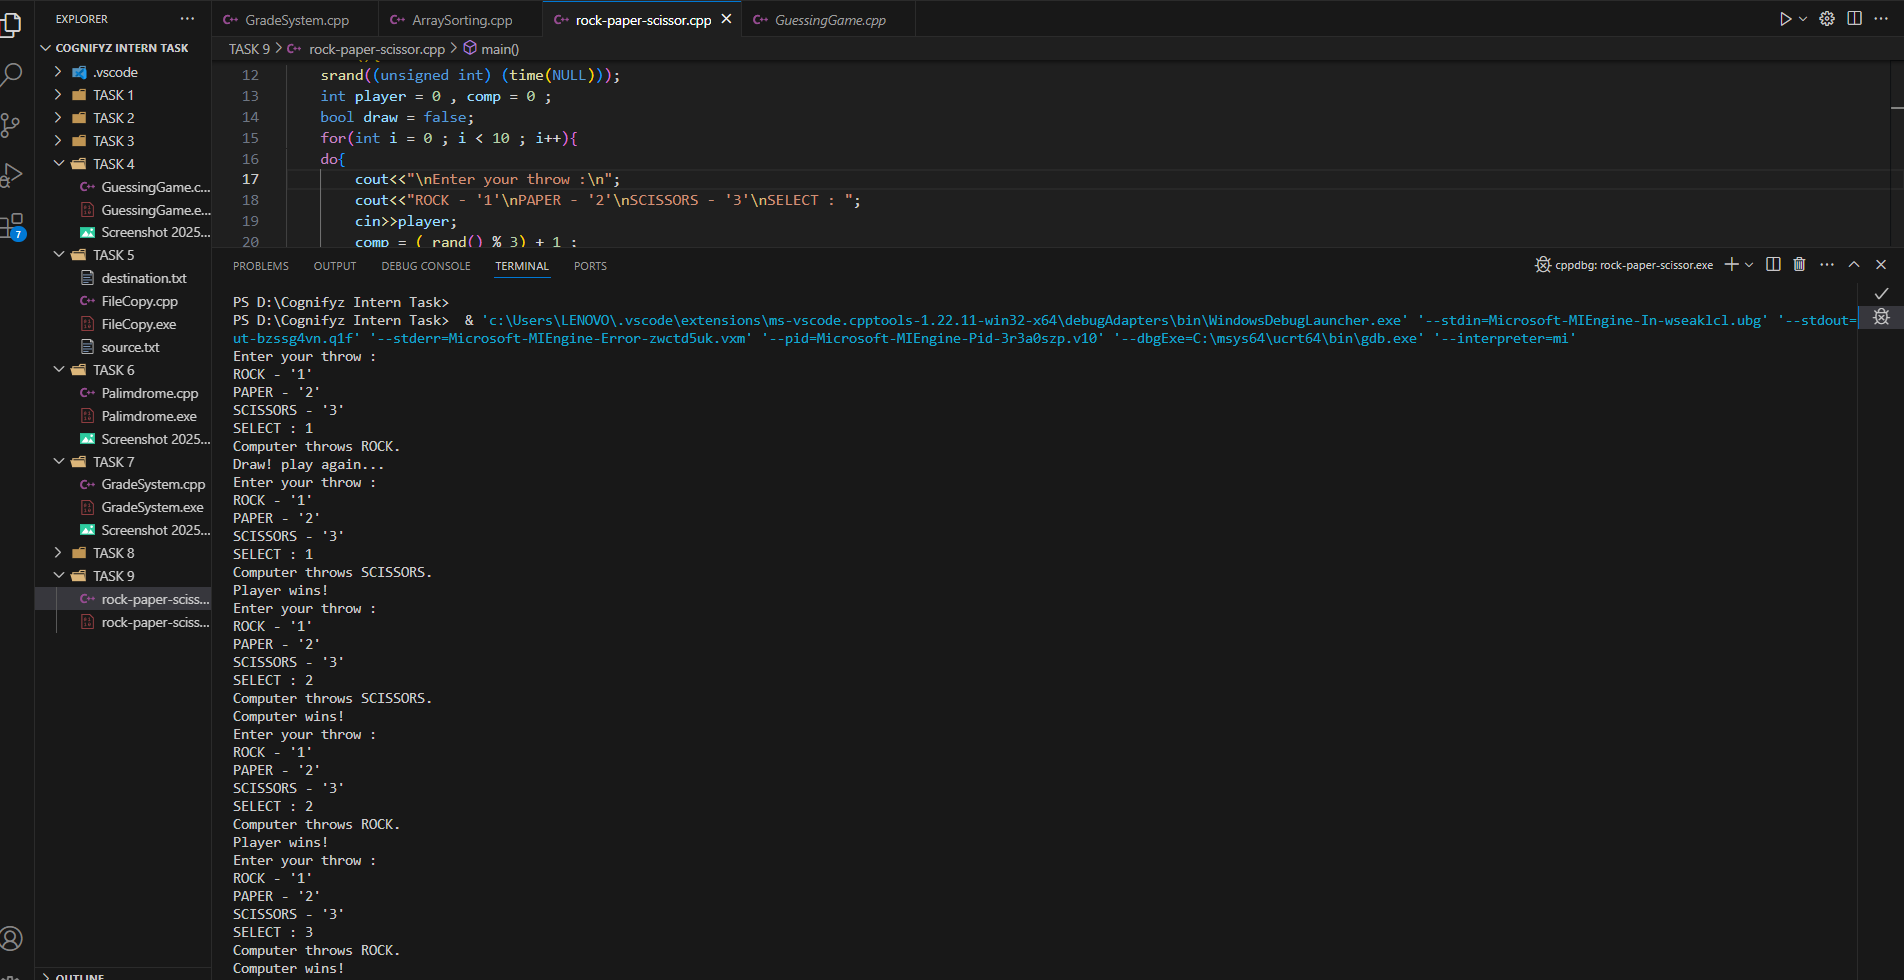 EXPLORER ···
GradeSystem.cpp
ArraySorting.cpp
rock-paper-scissor.cpp
GuessingGame.cpp
COGNIFYZ INTERN TASK
TASK 9 > rock-paper-scissor.cpp > main()
.vscode
TASK 1
TASK 2
TASK 3
TASK 4
GuessingGame.c...
GuessingGame.e...
Screenshot 2025...
TASK 5
destination.txt
FileCopy.cpp
FileCopy.exe
source.txt
TASK 6
Palimdrome.cpp
Palimdrome.exe
Screenshot 2025...
TASK 7
GradeSystem.cpp
GradeSystem.exe
Screenshot 2025...
TASK 8
TASK 9
rock-paper-sciss...
rock-paper-sciss...
OUTLINE
7
12 srand((unsigned int) (time(NULL)));
13 int player = 0 , comp = 0 ;
14 bool draw = false;
15 for(int i = 0 ; i < 10 ; i++){
16 do{
17 cout<<"\nEnter your throw :\n";
18 cout<<"ROCK - '1'\nPAPER - '2'\nSCISSORS - '3'\nSELECT : ";
19 cin>>player;
20 comp = ( rand() % 3) + 1 ;
PROBLEMS OUTPUT DEBUG CONSOLE TERMINAL PORTS
cppdbg: rock-paper-scissor.exe
PS D:\Cognifyz Intern Task>
PS D:\Cognifyz Intern Task>  & 'c:\Users\LENOVO\.vscode\extensions\ms-vscode.cpptools-1.22.11-win32-x64\debugAdapters\bin\WindowsDebugLauncher.exe' '--stdin=Microsoft-MIEngine-In-wseaklcl.ubg' '--stdout=
ut-bzssg4vn.q1f' '--stderr=Microsoft-MIEngine-Error-zwctd5uk.vxm' '--pid=Microsoft-MIEngine-Pid-3r3a0szp.v10' '--dbgExe=C:\msys64\ucrt64\bin\gdb.exe' '--interpreter=mi'
Enter your throw :
ROCK - '1'
PAPER - '2'
SCISSORS - '3'
SELECT : 1
Computer throws ROCK.
Draw! play again...
Enter your throw :
ROCK - '1'
PAPER - '2'
SCISSORS - '3'
SELECT : 1
Computer throws SCISSORS.
Player wins!
Enter your throw :
ROCK - '1'
PAPER - '2'
SCISSORS - '3'
SELECT : 2
Computer throws SCISSORS.
Computer wins!
Enter your throw :
ROCK - '1'
PAPER - '2'
SCISSORS - '3'
SELECT : 2
Computer throws ROCK.
Player wins!
Enter your throw :
ROCK - '1'
PAPER - '2'
SCISSORS - '3'
SELECT : 3
Computer throws ROCK.
Computer wins!